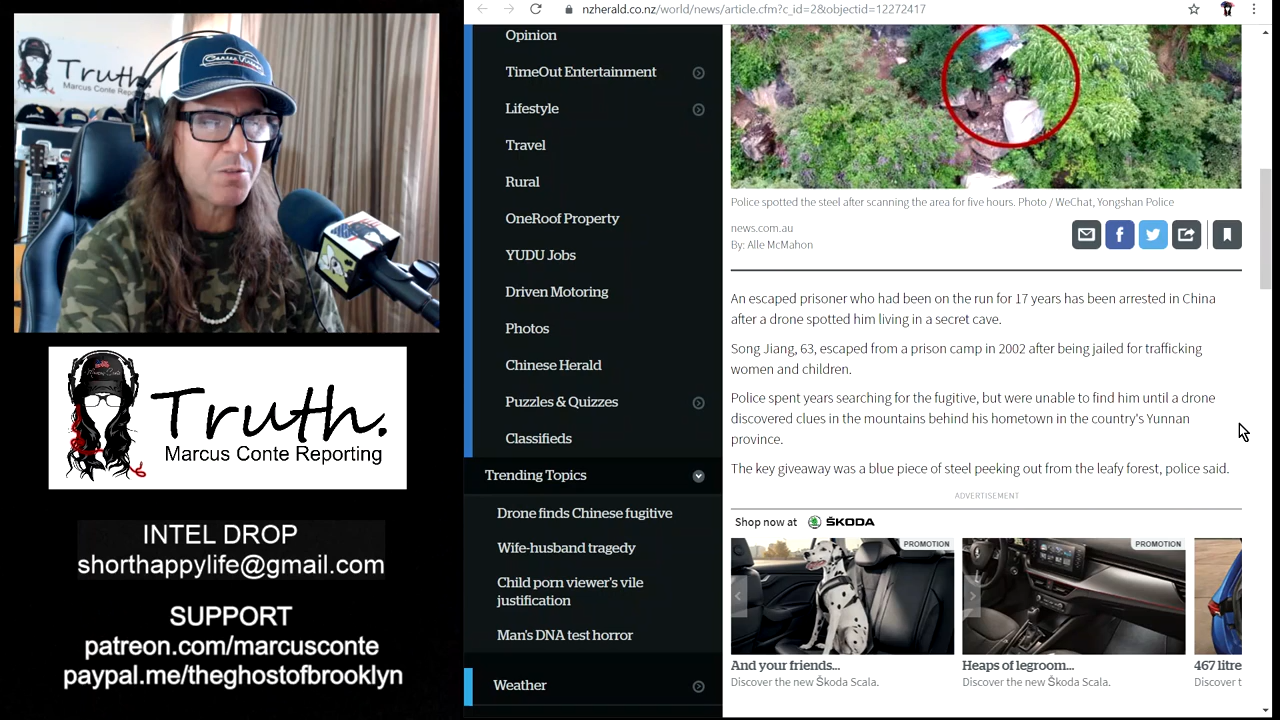 Truth.
Marcus Conte Repo
Truth.
Marcus Conte Reporting
INTEL DROP
shorthappylife@gmail.com
SUPPORT
patreon.com/marcusconte
paypal.me/theghostofbrooklyn
nzherald.co.nz/world/news/article.cfm?c_id=2&objectid=12272417
Opinion
TimeOut Entertainment
Lifestyle
Travel
Rural
OneRoof Property
YUDU Jobs
Driven Motoring
Photos
Chinese Herald
Puzzles & Quizzes
Classifieds
Trending Topics
Drone finds Chinese fugitive
Wife-husband tragedy
Child porn viewer's vile
justification
Man's DNA test horror
Weather
Police spotted the steel after scanning the area for five hours. Photo / WeChat, Yongshan Police
news.com.au
By: Alle McMahon
An escaped prisoner who had been on the run for 17 years has been arrested in China
after a drone spotted him living in a secret cave.
Song Jiang, 63, escaped from a prison camp in 2002 after being jailed for trafficking
women and children.
Police spent years searching for the fugitive, but were unable to find him until a drone
discovered clues in the mountains behind his hometown in the country's Yunnan
province.
The key giveaway was a blue piece of steel peeking out from the leafy forest, police said.
ADVERTISEMENT
Shop now at ŠKODA
PROMOTION
PROMOTION
And your friends...
Discover the new Škoda Scala.
Heaps of legroom...
Discover the new Škoda Scala.
467 litre
Discover t